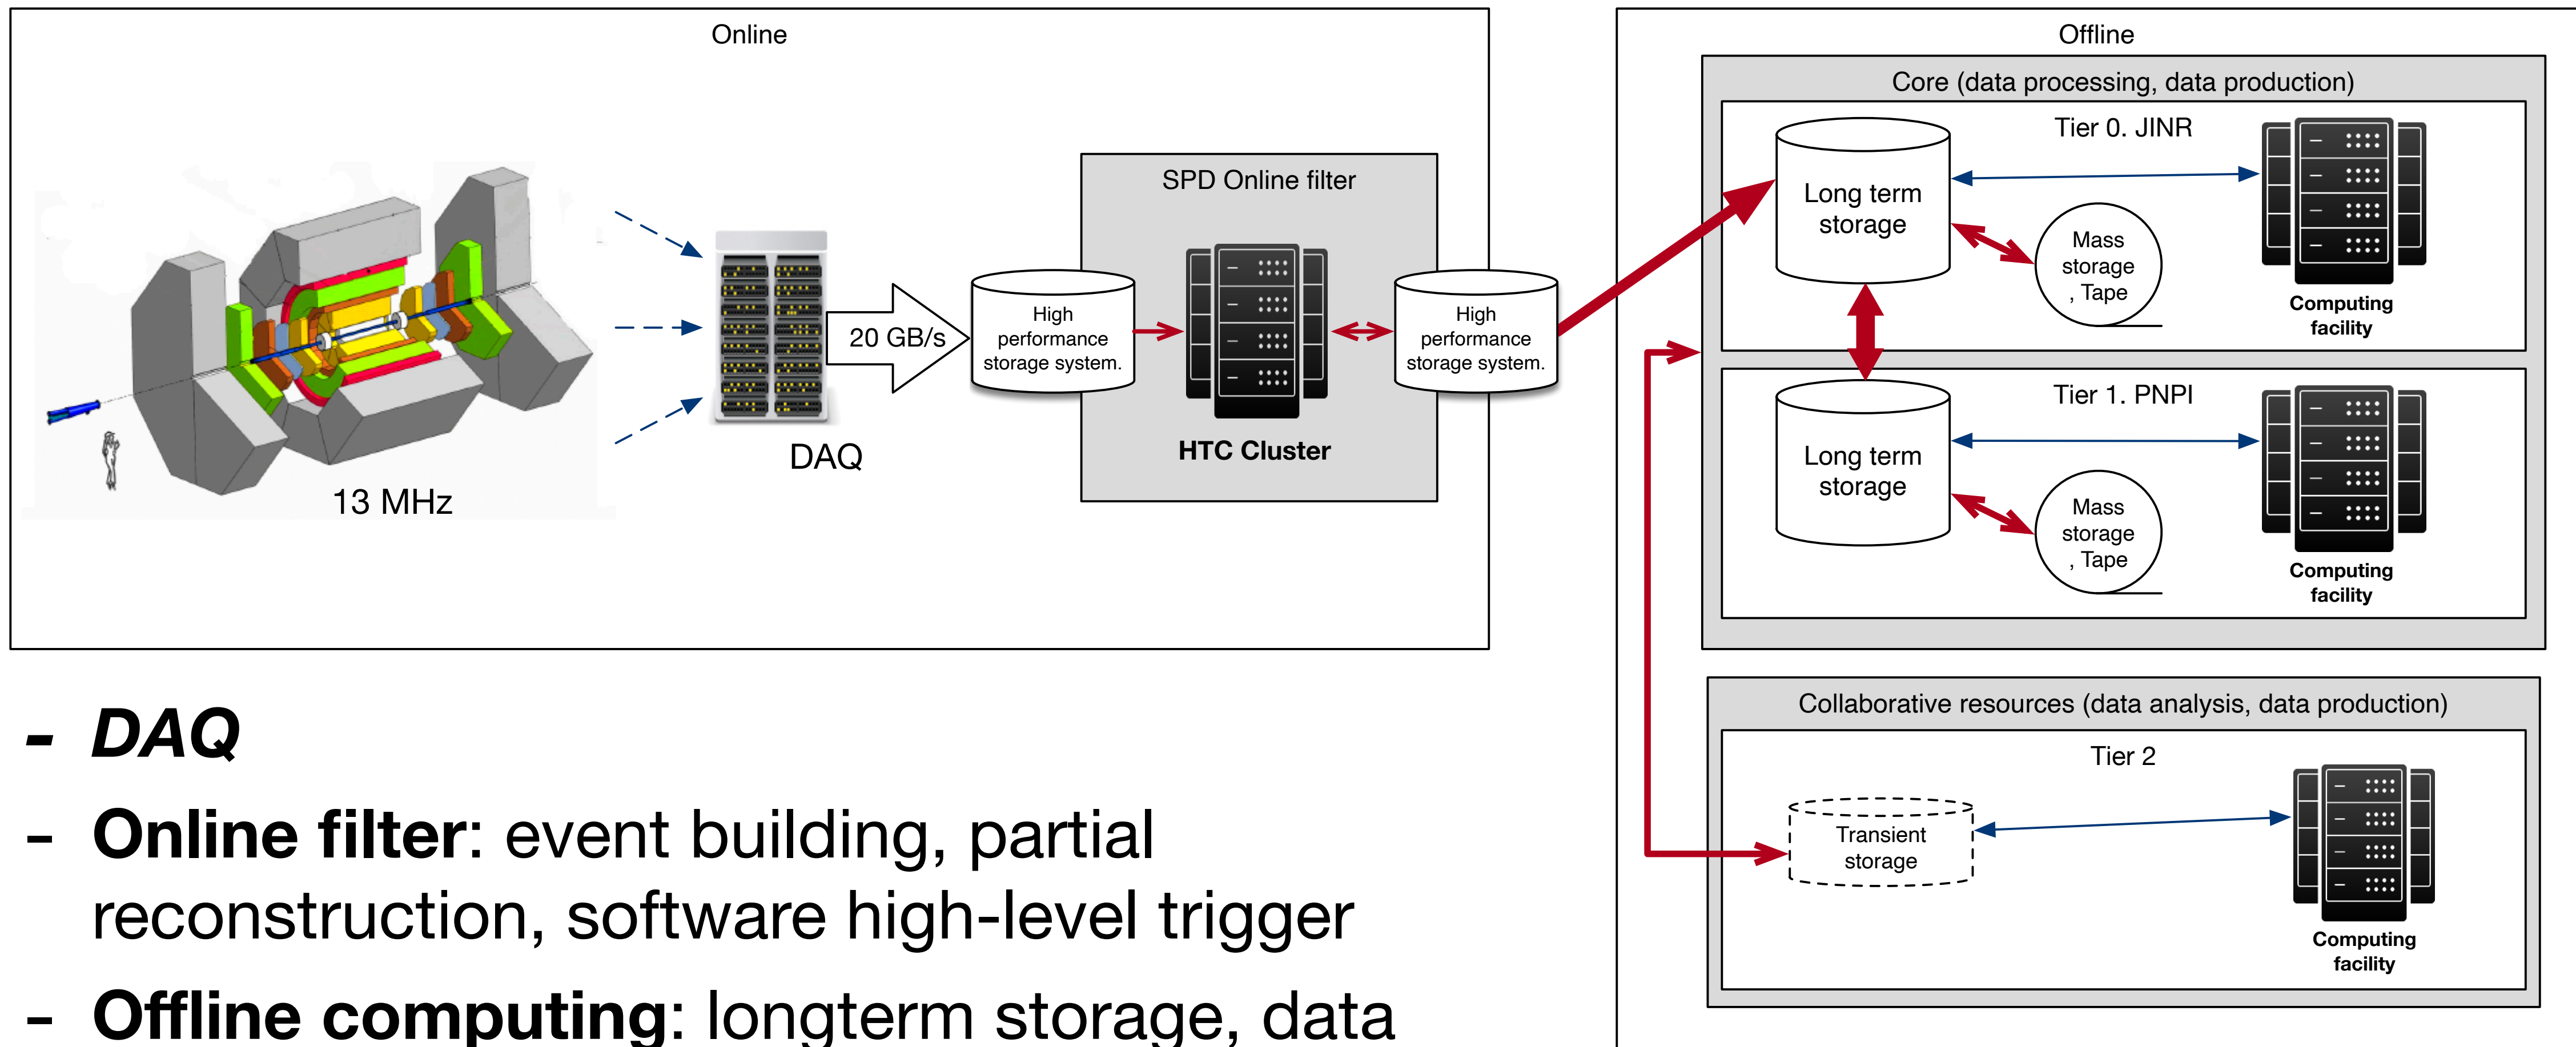 Online
13 MHz
DAQ
20 GB/s
High
performance
storage system.
SPD Online filter
HTC Cluster
High
performance
storage system.
Offline
Core (data processing, data production)
Tier 0. JINR
Long term
storage
Mass
storage
, Tape
Computing
facility
Tier 1. PNPI
Long term
storage
Mass
storage
, Tape
Computing
facility
Collaborative resources (data analysis, data production)
Tier 2
Transient
storage
Computing
facility
- DAQ
- Online filter: event building, partial
reconstruction, software high-level trigger
- Offline computing: longterm storage, data